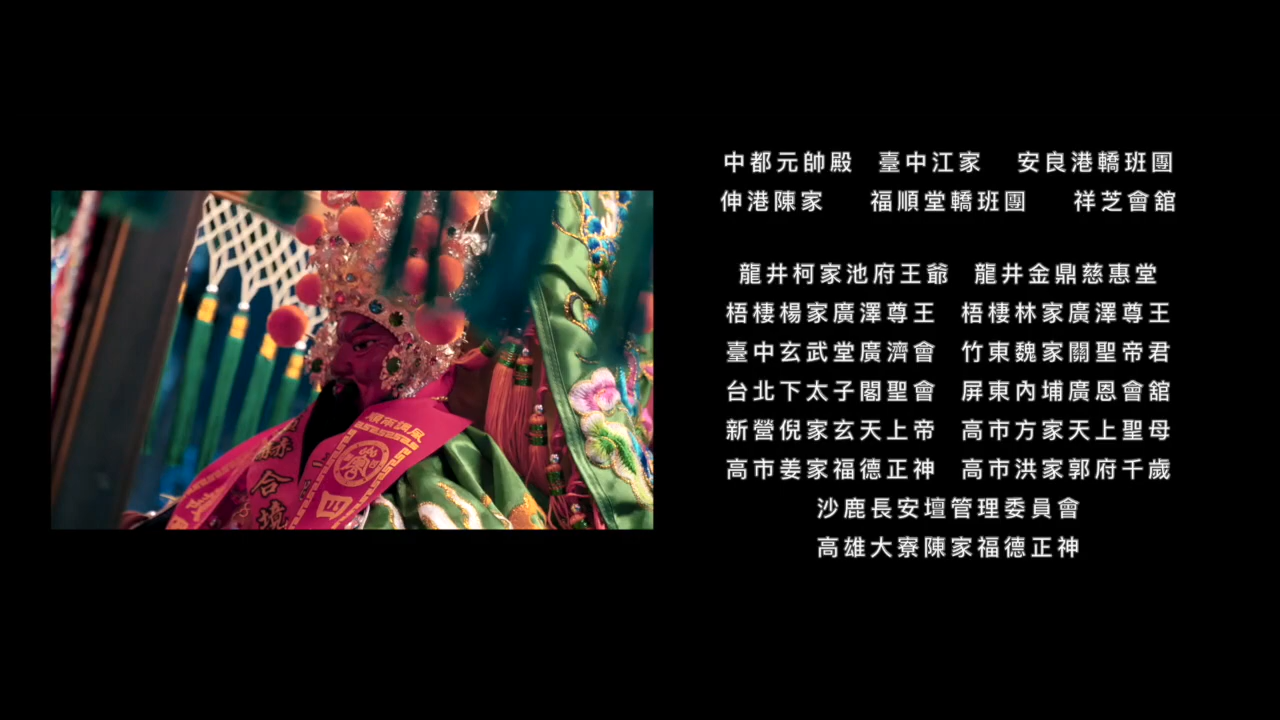 中都元帥殿 臺中江家 安良港轎班團
伸港陳家 福順堂轎班團 祥芝會舘
龍井柯家池府王爺 龍井金鼎慈惠堂
梧棲楊家廣澤尊王 梧棲林家廣澤尊王
臺中玄武堂廣濟會 竹東魏家關聖帝君
台北下太子閣聖會 屏東內埔廣恩會舘
新營倪家玄天上帝 高市方家天上聖母
高市姜家福德正神 高市洪家郭府千歲
沙鹿長安壇管理委員會
高雄大寮陳家福德正神
合境
四